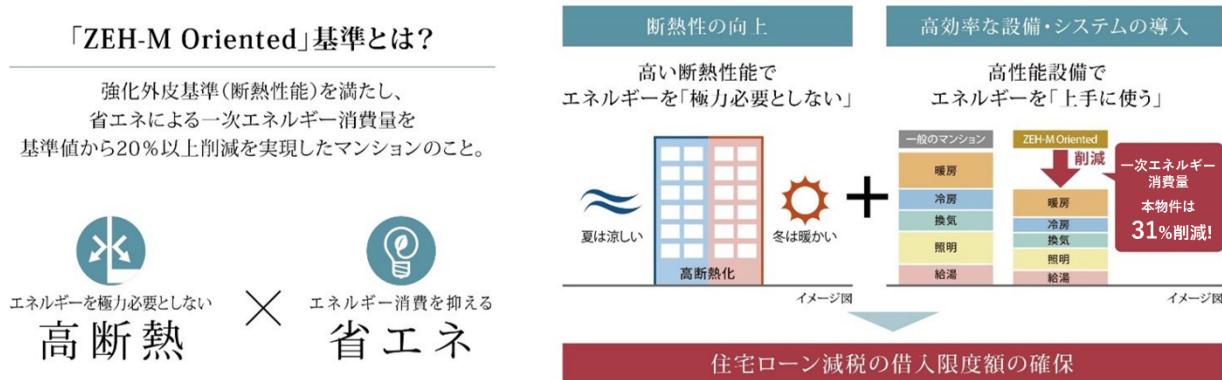 「ZEH-M Oriented」基準とは?
強化外皮基準（断熱性能）を満たし、
省エネによる一次エネルギー消費量を
基準値から20％以上削減を実現したマンションのこと。
エネルギーを極力必要としない
高断熱
×
エネルギー消費を抑える
省エネ
断熱性の向上
高い断熱性能で
エネルギーを「極力必要としない」
夏は涼しい
高断熱化
冬は暖かい
イメージ図
+
高効率な設備・システムの導入
高性能設備で
エネルギーを「上手に使う」
一般のマンション
暖房
冷房
換気
照明
給湯
ZEH-M Oriented
削減
暖房
冷房
換気
照明
給湯
一次エネルギー
消費量
本物件は
31%削減!
イメージ図
住宅ローン減税の借入限度額の確保